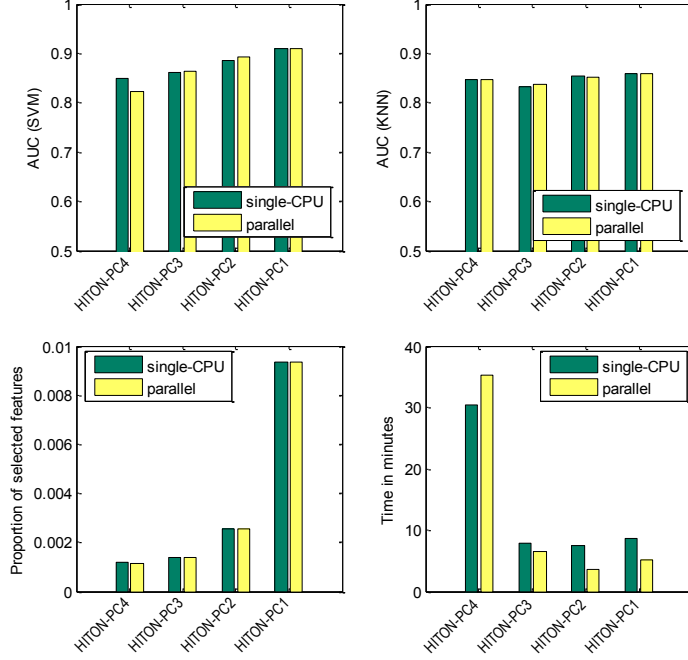 1
0.9
0.8
0.7
0.6
0.5
AUC (SVM)
single-CPU
parallel
HITON-PC4
HITON-PC3
HITON-PC2
HITON-PC1
1
0.9
0.8
0.7
0.6
0.5
AUC (KNN)
single-CPU
parallel
HITON-PC4
HITON-PC3
HITON-PC2
HITON-PC1
0.01
0.008
0.006
0.004
0.002
0
Proportion of selected features
single-CPU
parallel
HITON-PC4
HITON-PC3
HITON-PC2
HITON-PC1
40
30
20
10
0
Time in minutes
single-CPU
parallel
HITON-PC4
HITON-PC3
HITON-PC2
HITON-PC1